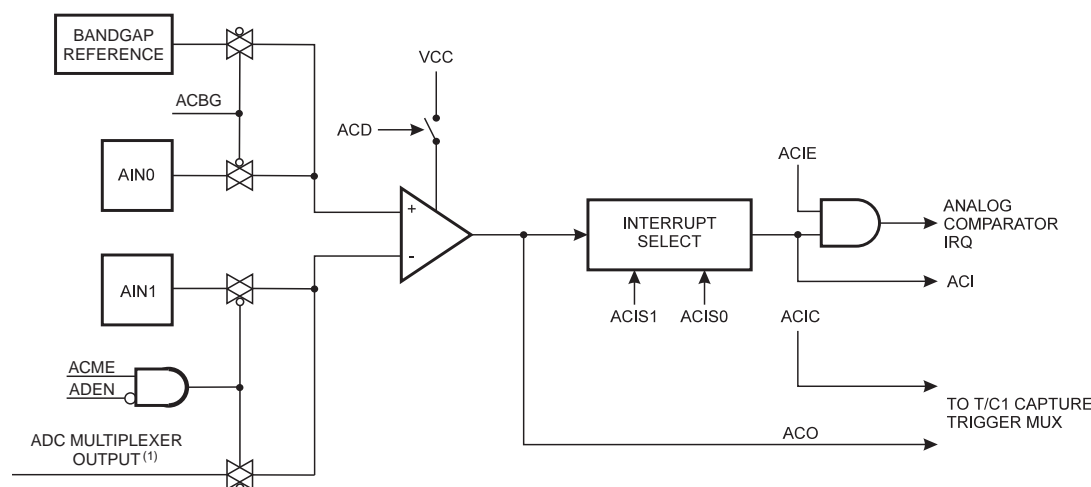 BANDGAP
REFERENCE
VCC
ACBG
ACD
AIN0
ACIE
ANALOG
COMPARATOR
IRQ
+
-
INTERRUPT
SELECT
AIN1
ACI
ACIS1
ACIS0
ACIC
ACME
ADEN
TO T/C1 CAPTURE
TRIGGER MUX
ACO
ADC MULTIPLEXER
OUTPUT (1)